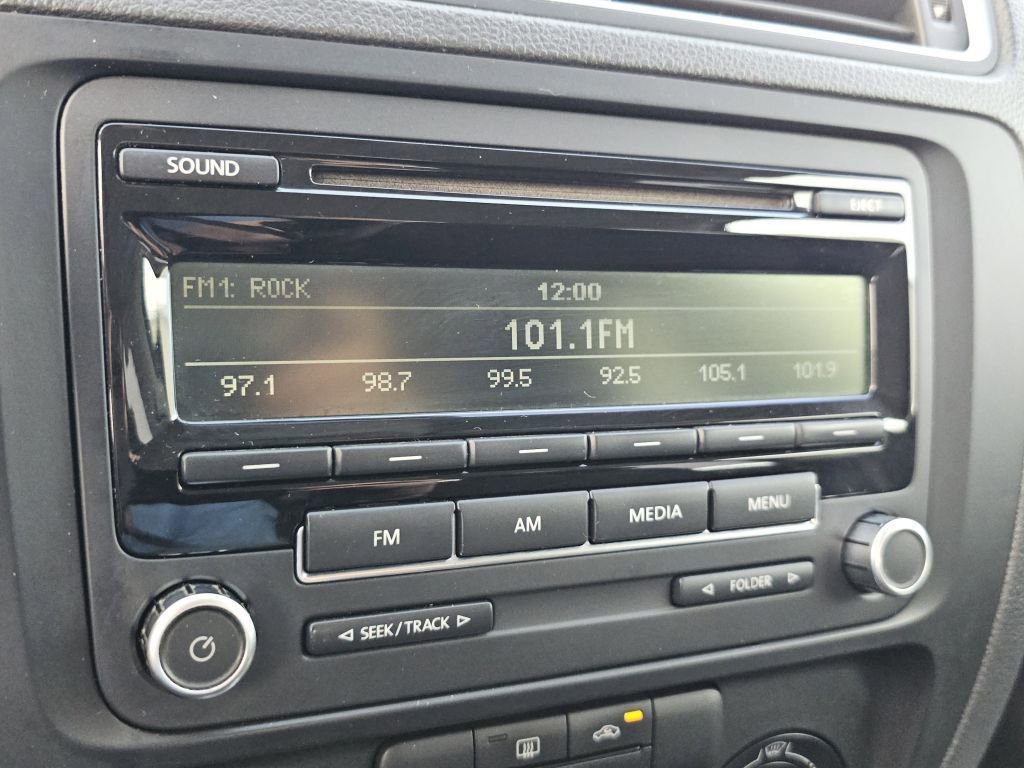 SOUND
EJECT
FM1: ROCK 12:00
101.1FM
97.1 98.7 99.5 92.5 105.1 101.9
FM AM MEDIA MENU
SEEK/TRACK FOLDER